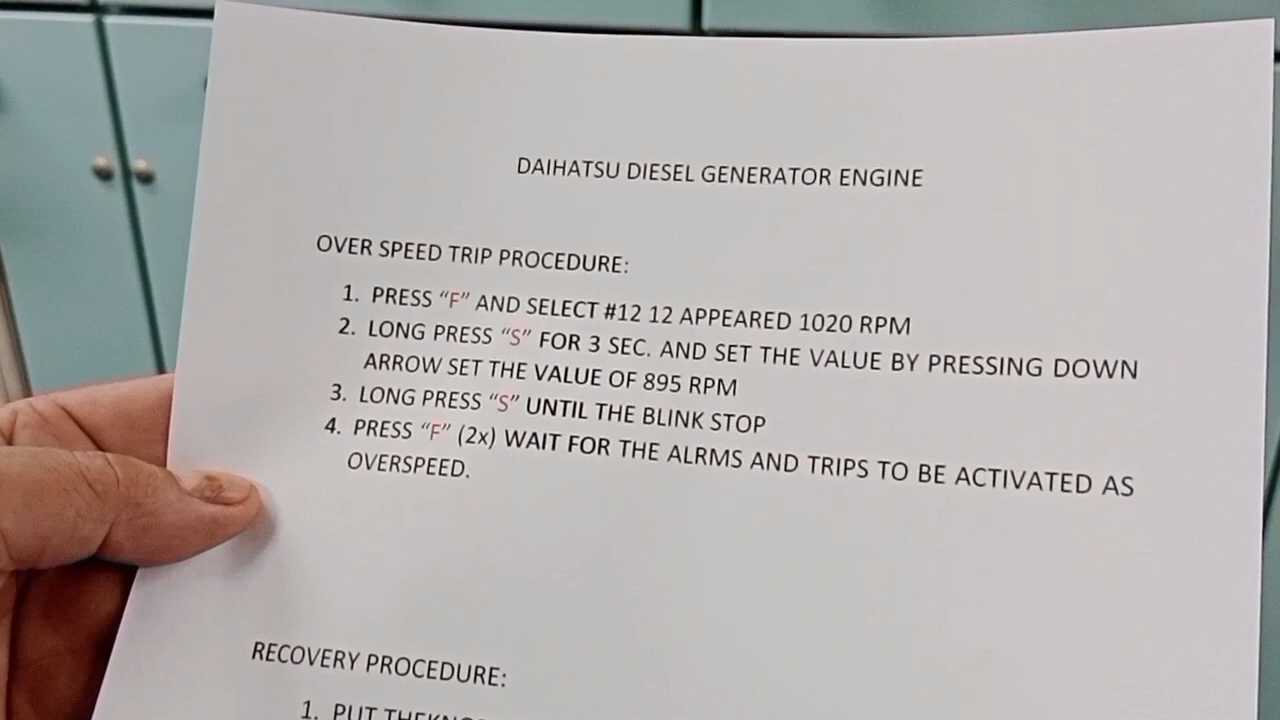 DAIHATSU DIESEL GENERATOR ENGINE
OVER SPEED TRIP PROCEDURE:
1. PRESS “F” AND SELECT #12 12 APPEARED 1020 RPM
2. LONG PRESS “S” FOR 3 SEC. AND SET THE VALUE BY PRESSING DOWN
ARROW SET THE VALUE OF 895 RPM
3. LONG PRESS “S” UNTIL THE BLINK STOP
4. PRESS “F” (2x) WAIT FOR THE ALRMS AND TRIPS TO BE ACTIVATED AS
OVERSPEED.
RECOVERY PROCEDURE:
1. PUT